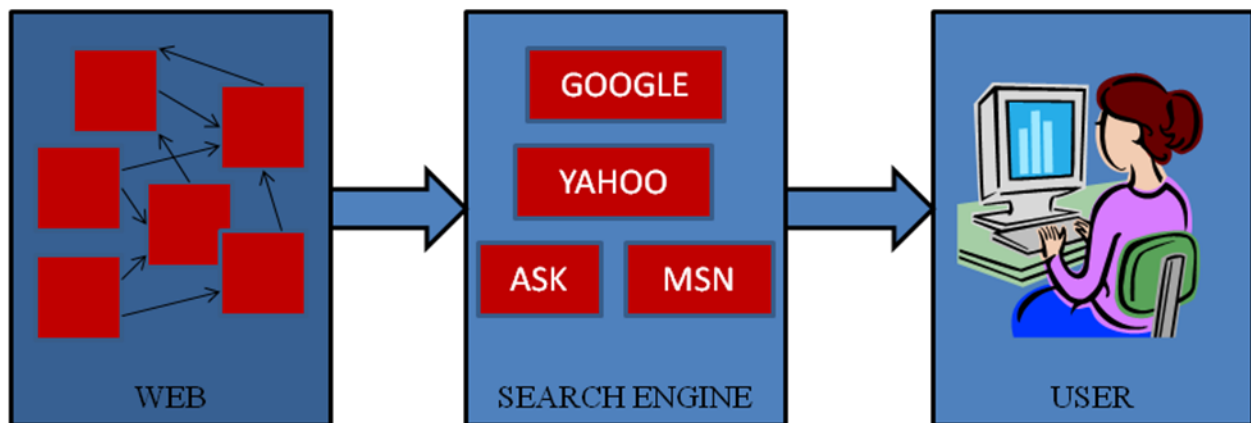 GOOGLE
YAHOO
ASK
MSN
WEB
SEARCH ENGINE
USER